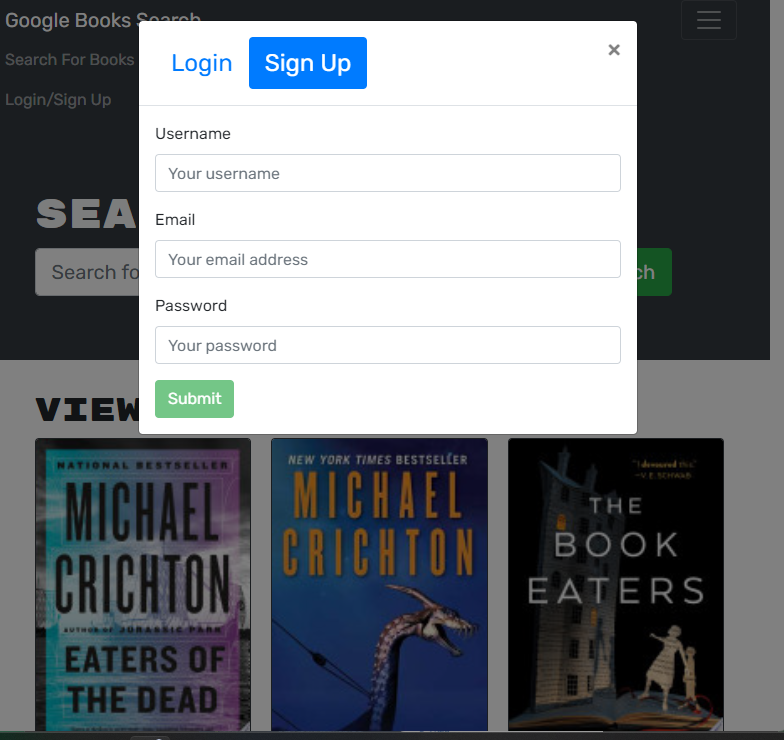 Google Books Search
Search For Books
Login/Sign Up
Login
Sign Up
×
Username
Your username
Email
Your email address
Password
Your password
Submit
SEA
Search fo
ch
VIEW
NATIONAL BESTSELLER
MICHAEL
CRICHTON
AUTHOR OF JURASSIC PARK
EATERS OF
THE DEAD
NEW YORK TIMES BESTSELLER
MICHAEL
CRICHTON
"I devoured this."
—V. E. SCHWAB
THE
BOOK
EATERS